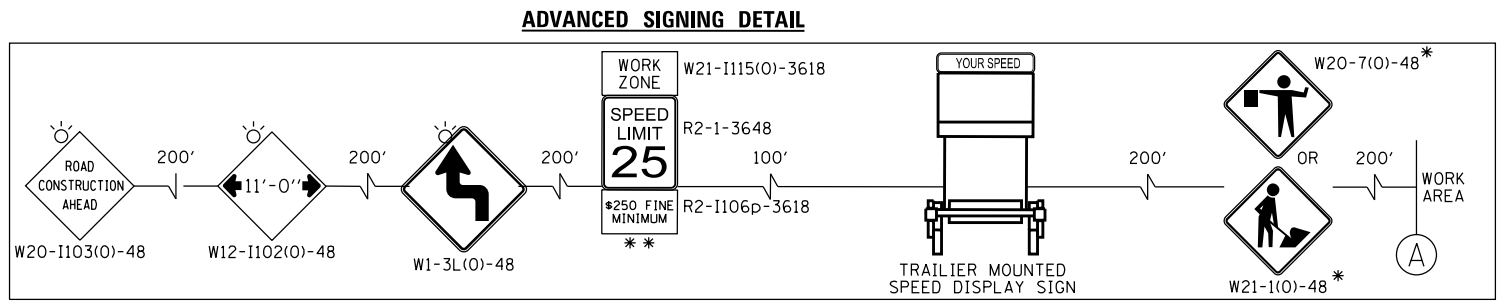 ADVANCED SIGNING DETAIL
ROAD
CONSTRUCTION
AHEAD
W20-I103(O)-48
200'
11'-0"
W12-I102(O)-48
200'
W1-3L(O)-48
200'
WORK
ZONE
W21-I115(O)-3618
SPEED
LIMIT
25
R2-1-3648
$250 FINE
MINIMUM
R2-I106p-3618
* *
100'
YOUR SPEED
TRAILIER MOUNTED
SPEED DISPLAY SIGN
200'
W20-7(O)-48 *
OR
W21-1(O)-48 *
200'
WORK
AREA
A